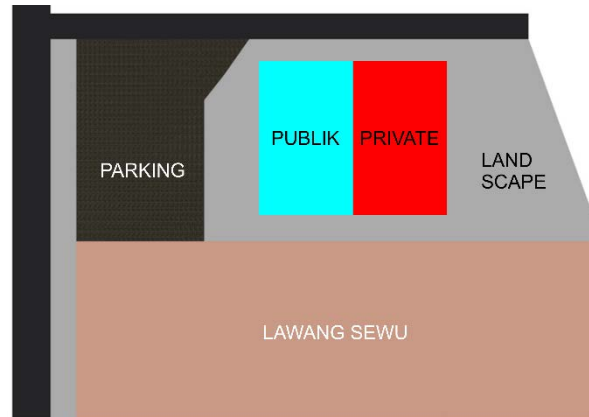 PUBLIK
PRIVATE
PARKING
LAND
SCAPE
LAWANG SEWU